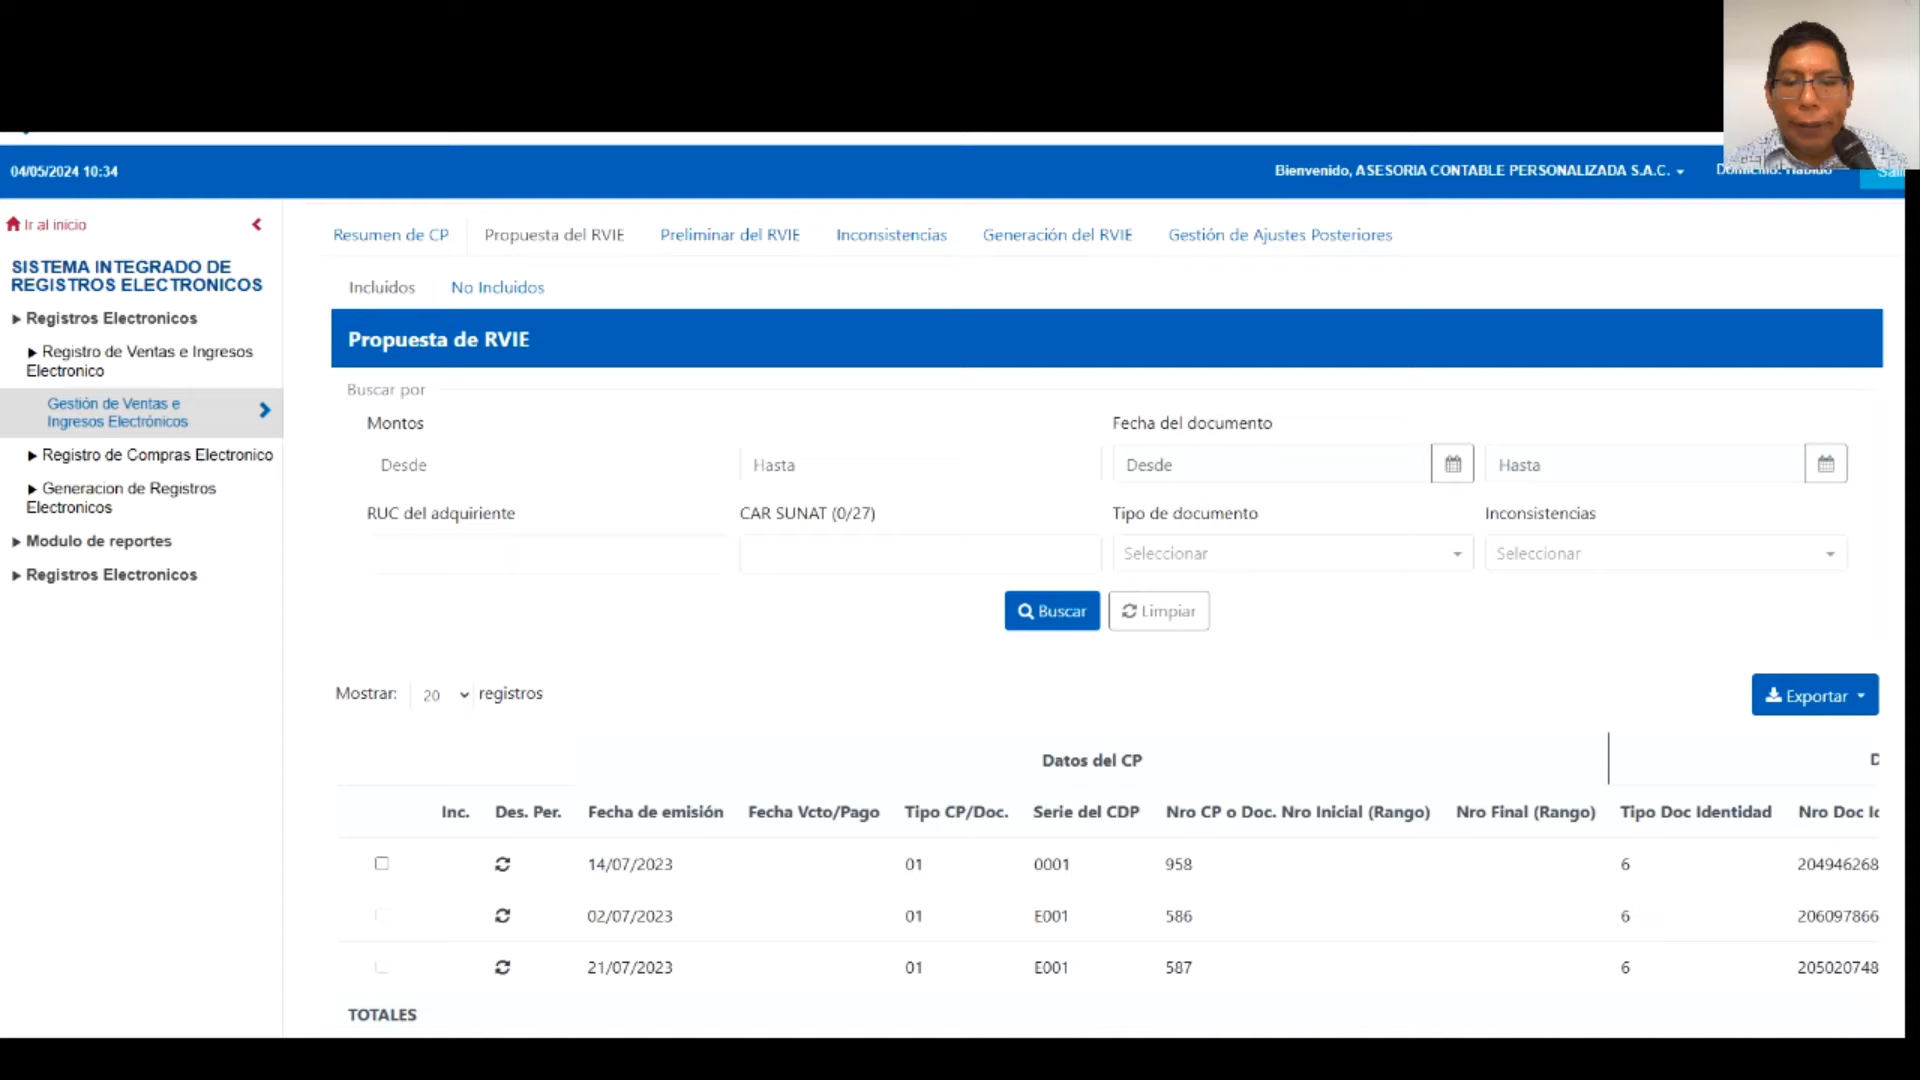 04/05/2024 10:34
Bienvenido, ASESORIA CONTABLE PERSONALIZADA S.A.C.
Domicilio: Habido
Salir
Ir al inicio
SISTEMA INTEGRADO DE
REGISTROS ELECTRONICOS
Registros Electronicos
Registro de Ventas e Ingresos
Electronico
Gestión de Ventas e
Ingresos Electrónicos
Registro de Compras Electronico
Generacion de Registros
Electronicos
Modulo de reportes
Registros Electronicos
Resumen de CP
Propuesta del RVIE
Preliminar del RVIE
Inconsistencias
Generación del RVIE
Gestión de Ajustes Posteriores
Incluidos
No Incluidos
Propuesta de RVIE
Buscar por
Montos
Fecha del documento
Desde
Hasta
Desde
Hasta
RUC del adquiriente
CAR SUNAT (0/27)
Tipo de documento
Inconsistencias
Seleccionar
Seleccionar
Buscar
Limpiar
Mostrar: 20 registros
Exportar
Datos del CP
Inc. Des. Per. Fecha de emisión Fecha Vcto/Pago Tipo CP/Doc. Serie del CDP Nro CP o Doc. Nro Inicial (Rango) Nro Final (Rango) Tipo Doc Identidad Nro Doc
14/07/2023 01 0001 958 6 204946268
02/07/2023 01 E001 586 6 206097866
21/07/2023 01 E001 587 6 205020748
TOTALES